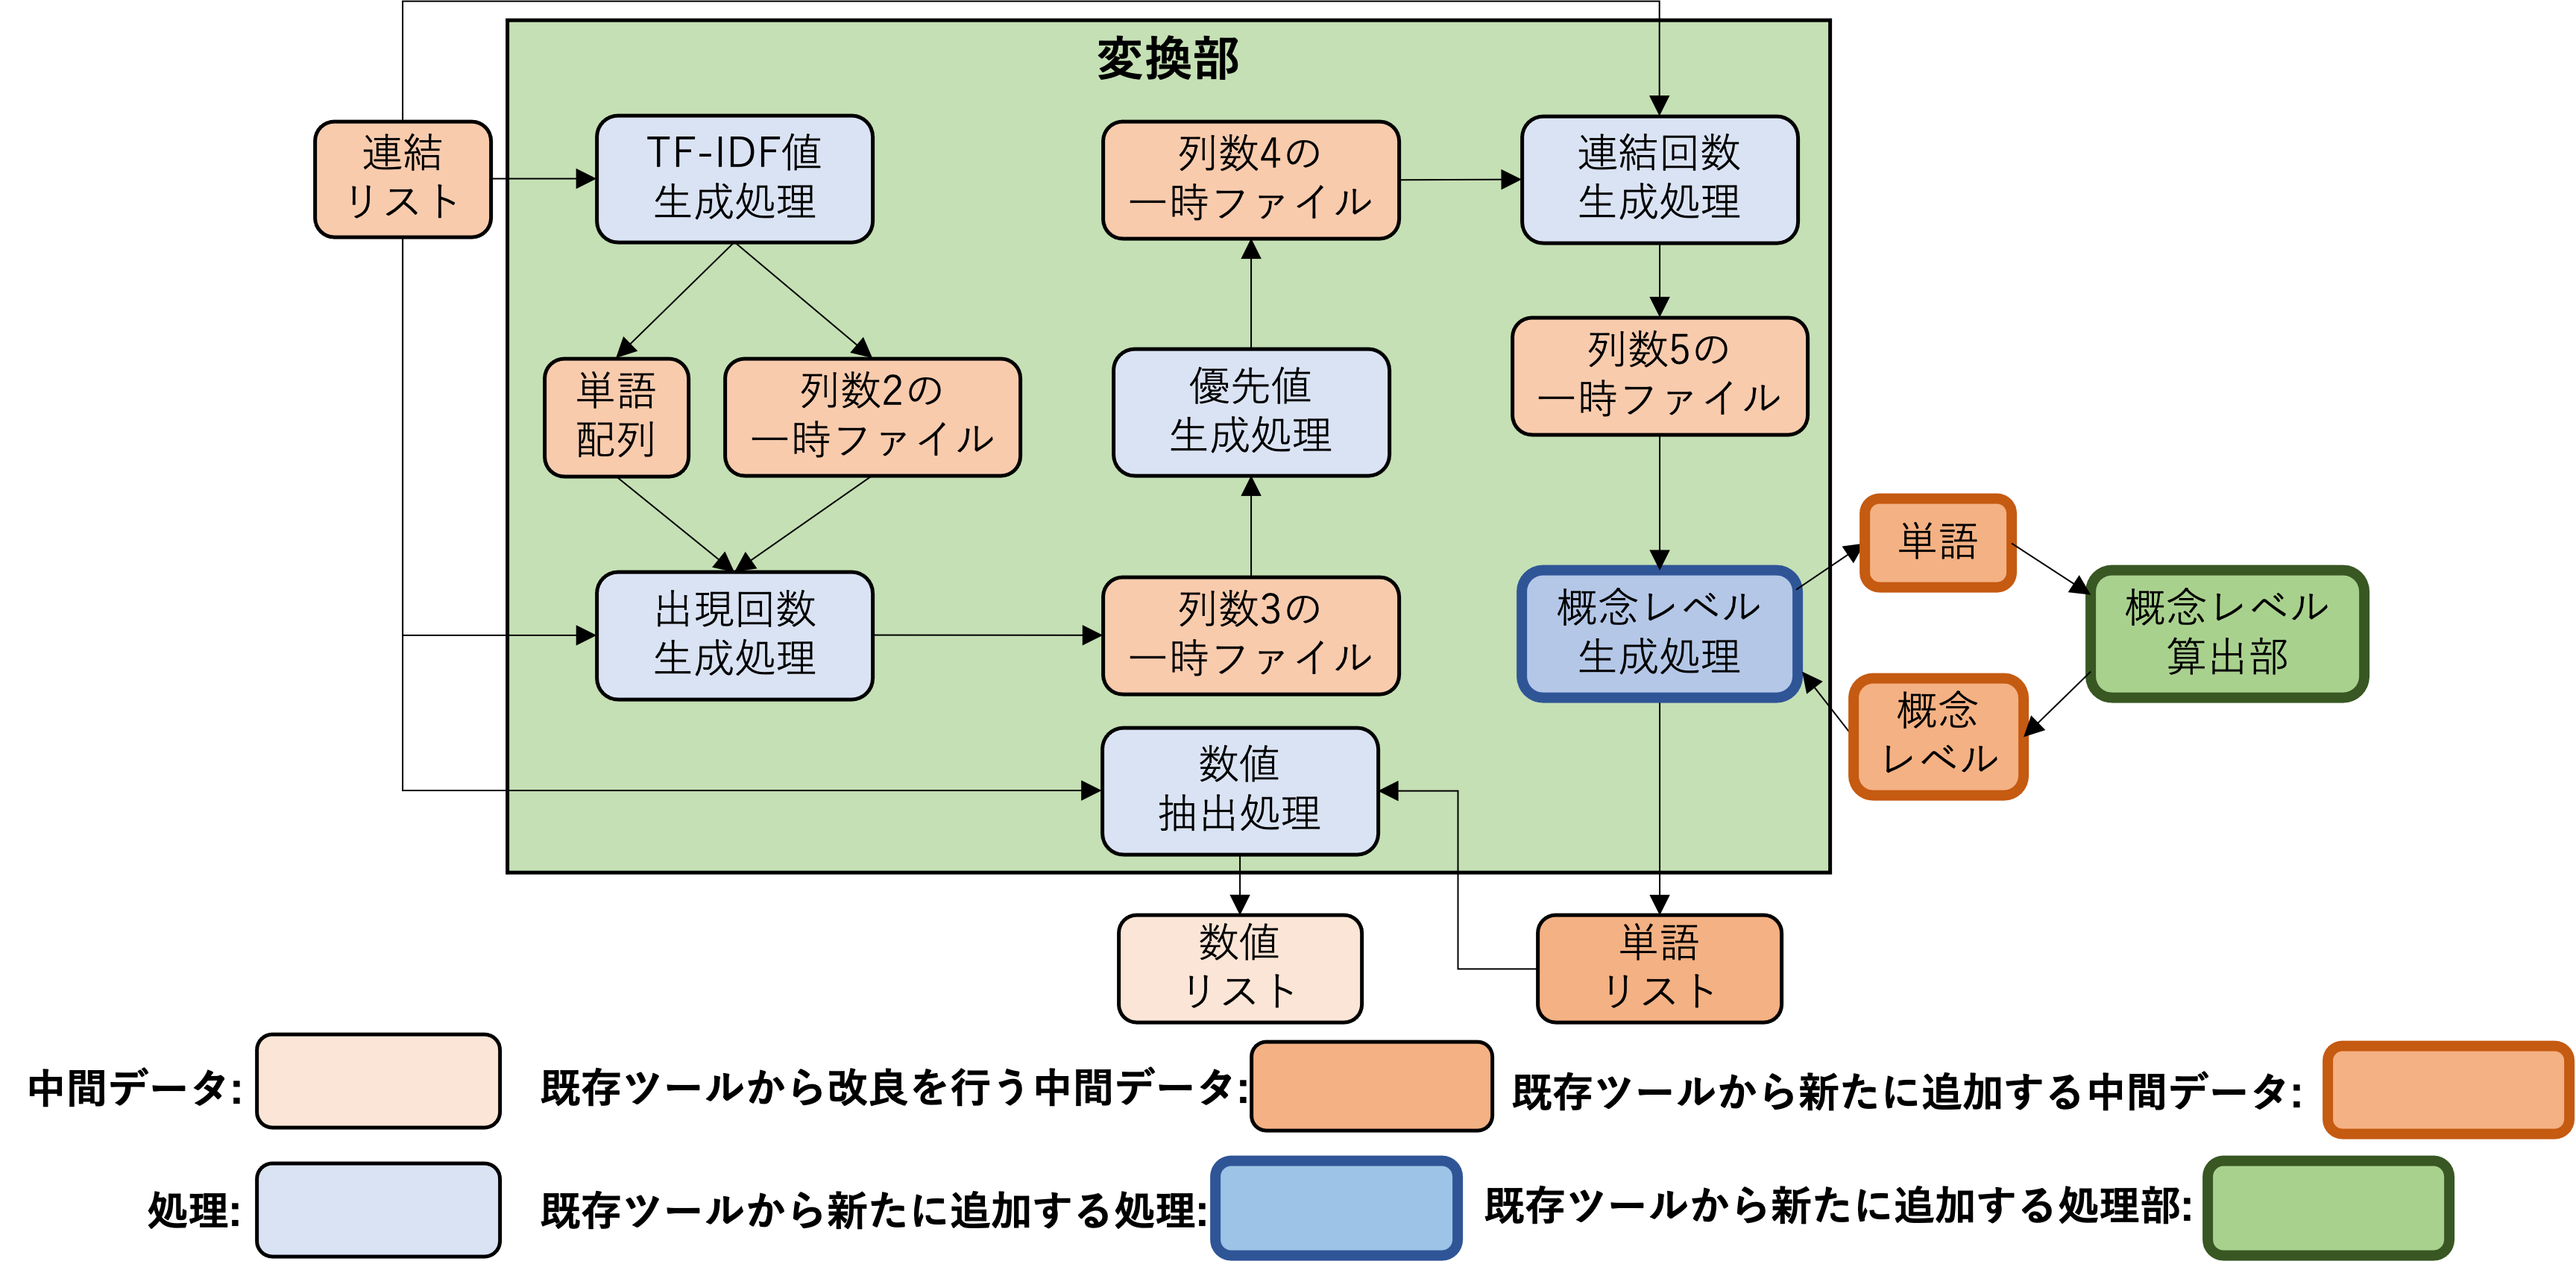 変換部
連結
リスト
TF-IDF値
生成処理
列数4の
一時ファイル
連結回数
生成処理
単語
配列
列数2の
一時ファイル
優先値
生成処理
列数5の
一時ファイル
出現回数
生成処理
列数3の
一時ファイル
概念レベル
生成処理
単語
概念レベル
算出部
概念
レベル
数値
抽出処理
数値
リスト
単語
リスト
中間データ:
既存ツールから改良を行う中間データ:
既存ツールから新たに追加する中間データ:
処理:
既存ツールから新たに追加する処理:
既存ツールから新たに追加する処理部: